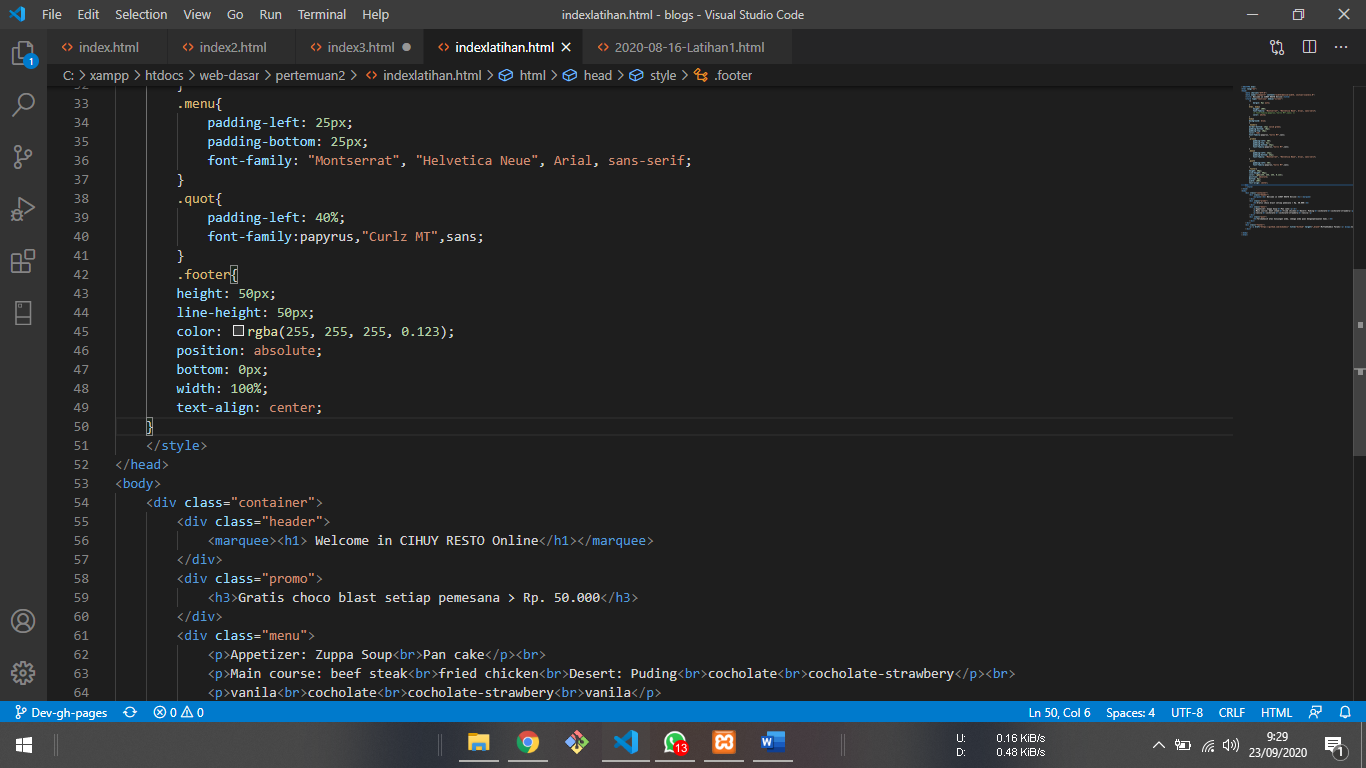 File Edit Selection View Go Run Terminal Help indexlatihan.html - blogs - Visual Studio Code
index.html index2.html index3.html indexlatihan.html 2020-08-16-Latihan1.html
C: > xampp > htdocs > web-dasar > pertemuan2 > indexlatihan.html > html > head > style > .footer
32 }
33 .menu{
34 padding-left: 25px;
35 padding-bottom: 25px;
36 font-family: "Montserrat", "Helvetica Neue", Arial, sans-serif;
37 }
38 .quot{
39 padding-left: 40%;
40 font-family:papyrus,"Curlz MT",sans;
41 }
42 .footer{
43 height: 50px;
44 line-height: 50px;
45 color: rgba(255, 255, 255, 0.123);
46 position: absolute;
47 bottom: 0px;
48 width: 100%;
49 text-align: center;
50 }
51 </style>
52 </head>
53 <body>
54 <div class="container">
55 <div class="header">
56 <marquee><h1> Welcome in CIHUY RESTO Online</h1></marquee>
57 </div>
58 <div class="promo">
59 <h3>Gratis choco blast setiap pemesana > Rp. 50.000</h3>
60 </div>
61 <div class="menu">
62 <p>Appetizer: Zuppa Soup<br>Pan cake</p><br>
63 <p>Main course: beef steak<br>fried chicken<br>Desert: Puding<br>cocholate<br>cocholate-strawbery</p><br>
64 <p>vanila<br>cocholate<br>cocholate-strawbery<br>vanila</p>
1
Dev-gh-pages 0 0 Ln 50, Col 6 Spaces: 4 UTF-8 CRLF HTML
13
U: 0.16 KiB/s
D: 0.48 KiB/s
9:29
23/09/2020
1